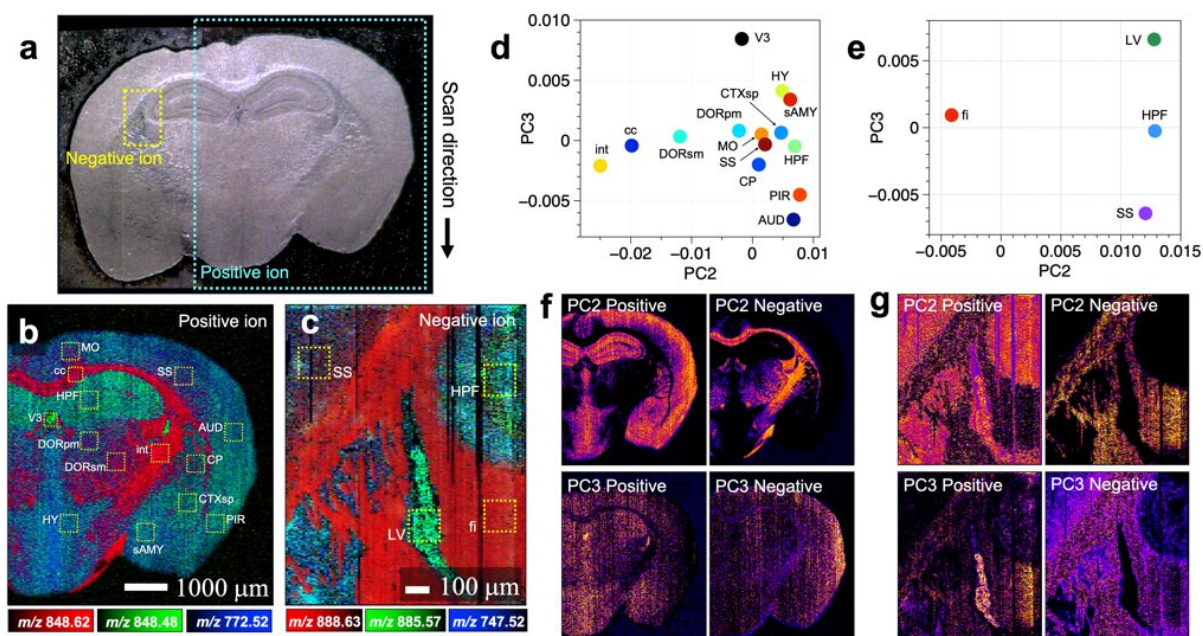 a
Negative ion
Positive ion
Scan direction
d
0.010
0.005
0
−0.005
PC3
−0.02
−0.01
0
0.01
PC2
V3
HY
CTXsp
sAMY
DORpm
cc
int
DORsm
MO
SS
HPF
CP
PIR
AUD
e
0.005
0
−0.005
PC3
−0.005
0
0.005
0.010
0.015
PC2
LV
fi
HPF
SS
b
Positive ion
MO
cc
SS
HPF
V3
AUD
DORpm
int
DORsm
CP
CTXsp
HY
PIR
sAMY
1000 μm
m/z 848.62
m/z 848.48
m/z 772.52
c
Negative ion
SS
HPF
LV
fi
100 μm
m/z 888.63
m/z 885.57
m/z 747.52
f
PC2 Positive
PC2 Negative
PC3 Positive
PC3 Negative
g
PC2 Positive
PC2 Negative
PC3 Positive
PC3 Negative